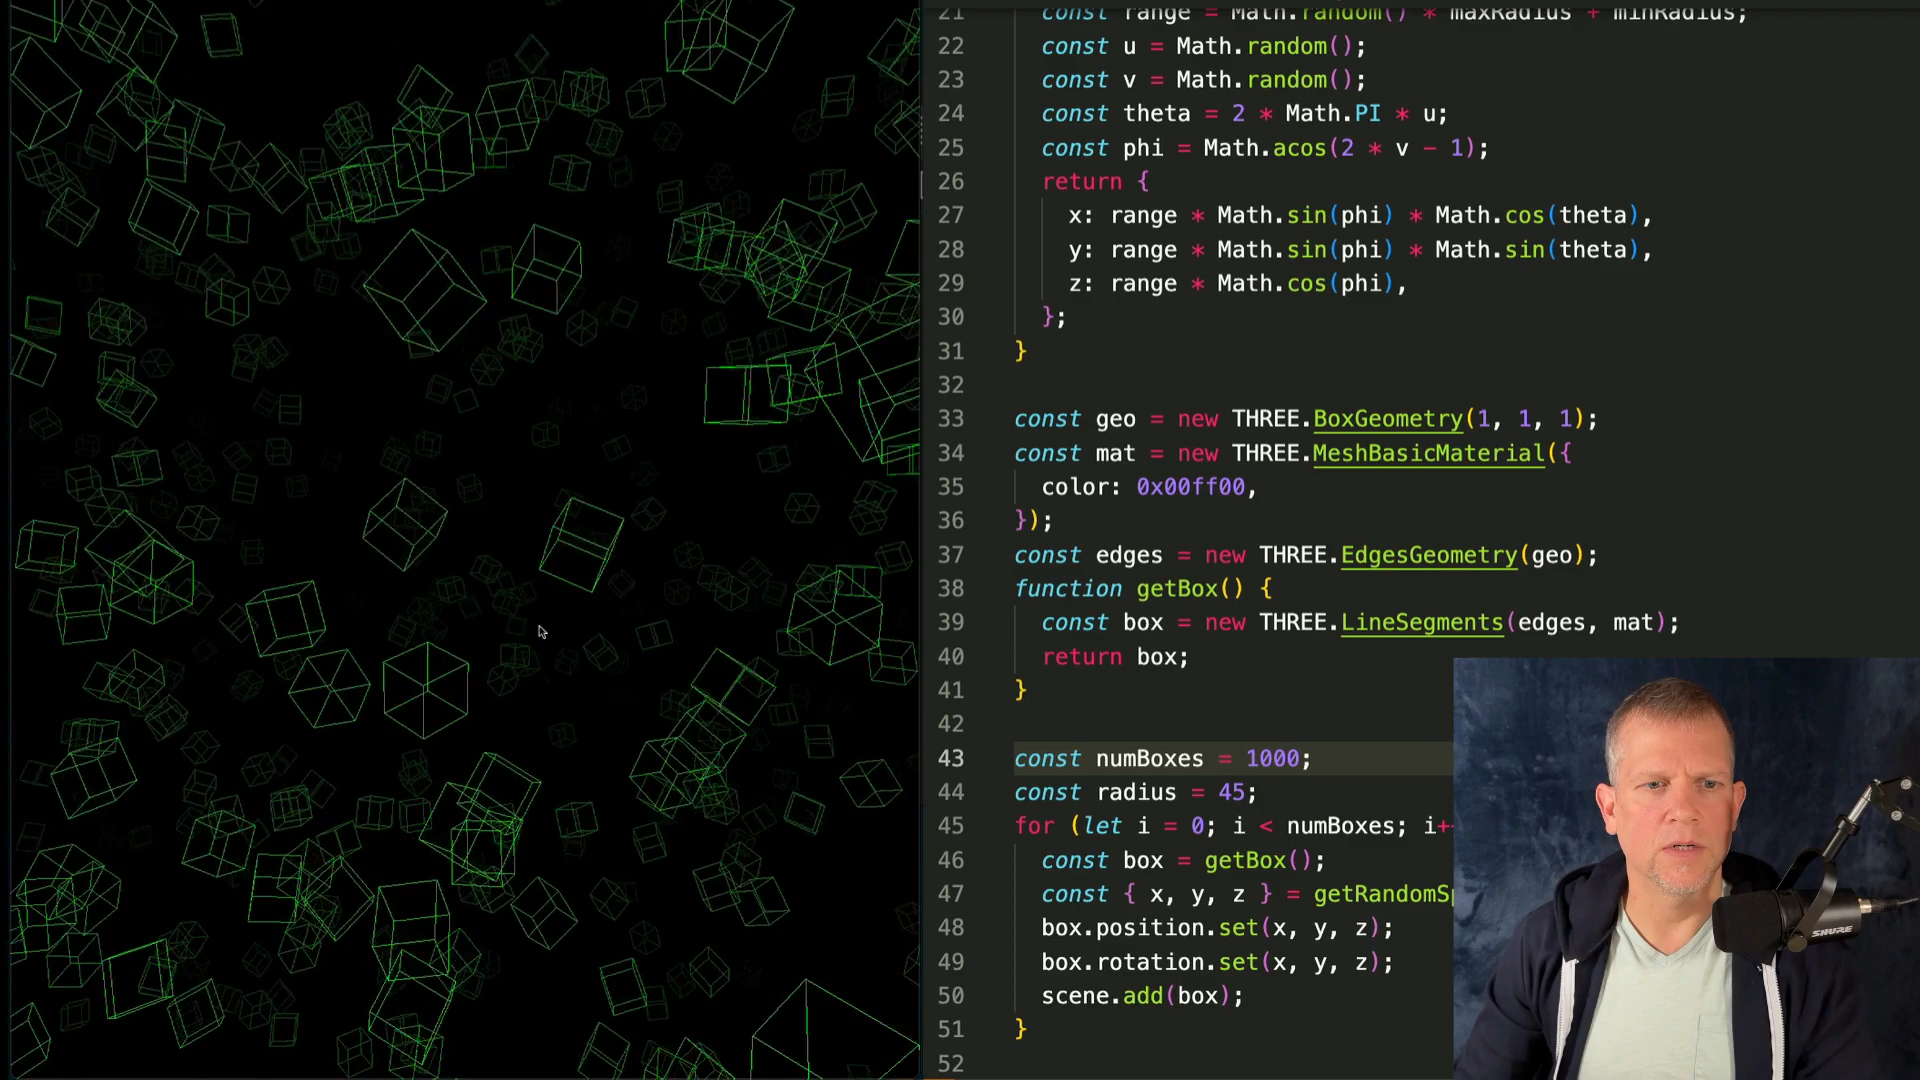 21 const range = Math.random() * maxRadius + minRadius;
22 const u = Math.random();
23 const v = Math.random();
24 const theta = 2 * Math.PI * u;
25 const phi = Math.acos(2 * v - 1);
26 return {
27 x: range * Math.sin(phi) * Math.cos(theta),
28 y: range * Math.sin(phi) * Math.sin(theta),
29 z: range * Math.cos(phi),
30 };
31 }
32
33 const geo = new THREE.BoxGeometry(1, 1, 1);
34 const mat = new THREE.MeshBasicMaterial({
35 color: 0x00ff00,
36 });
37 const edges = new THREE.EdgesGeometry(geo);
38 function getBox() {
39 const box = new THREE.LineSegments(edges, mat);
40 return box;
41 }
42
43 const numBoxes = 1000;
44 const radius = 45;
45 for (let i = 0; i < numBoxes; i+
46 const box = getBox();
47 const { x, y, z } = getRandomSp
48 box.position.set(x, y, z);
49 box.rotation.set(x, y, z);
50 scene.add(box);
51 }
52
SHURE